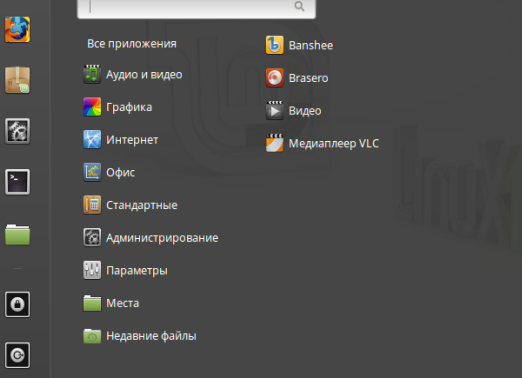 Все приложения
Аудио и видео
Графика
Интернет
Офис
Стандартные
Администрирование
Параметры
Места
Недавние файлы
Banshee
Brasero
Видео
Медиаплеер VLC